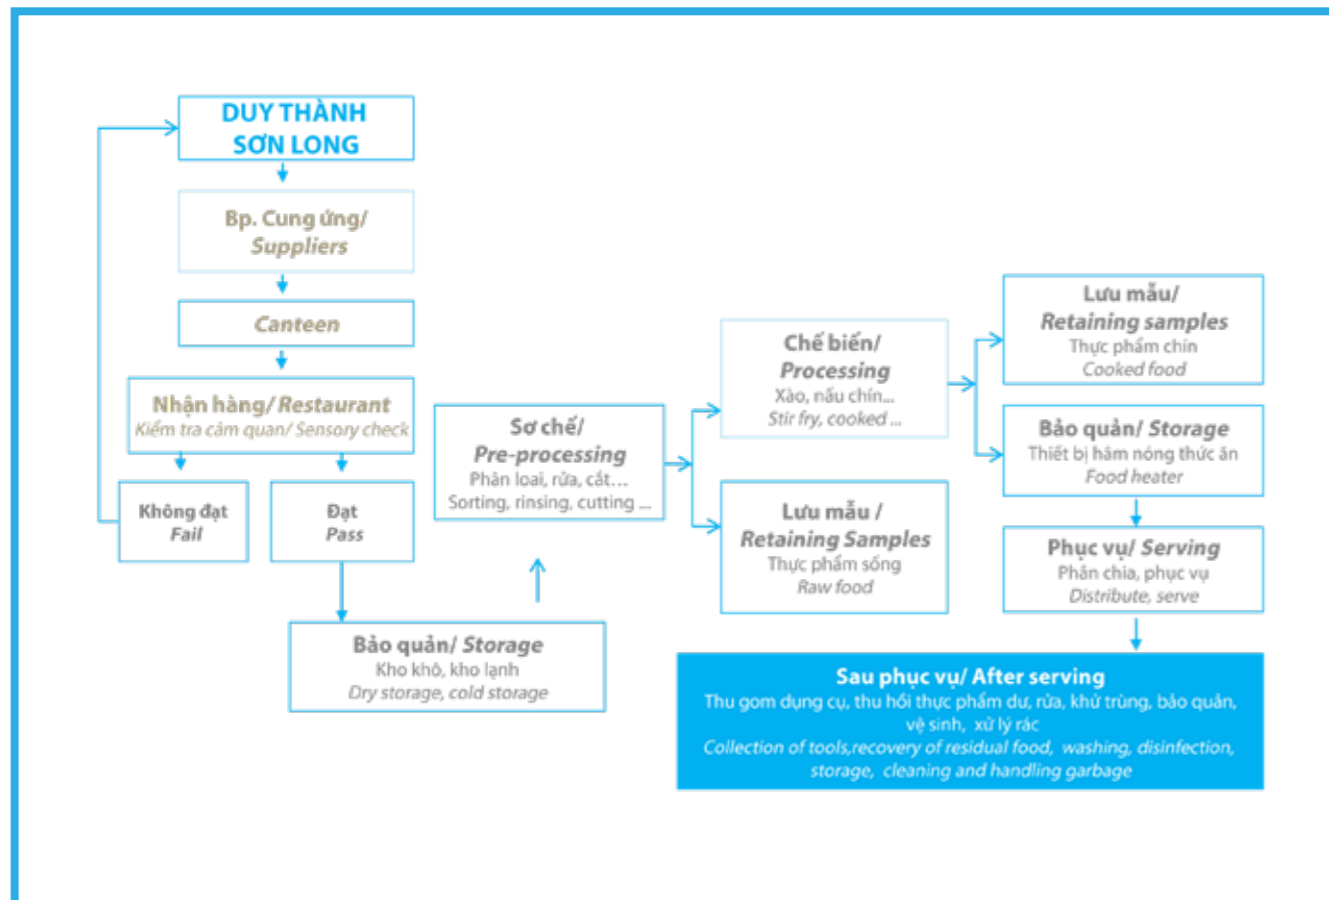 DUY THÀNH
SƠN LONG
Bp. Cung ứng/
Suppliers
Canteen
Nhận hàng/ Restaurant
Kiểm tra cảm quan/ Sensory check
Không đạt
Fail
Đạt
Pass
Bảo quản/ Storage
Kho khô, kho lạnh
Dry storage, cold storage
Sơ chế/
Pre-processing
Phân loại, rửa, cắt...
Sorting, rinsing, cutting ...
Chế biến/
Processing
Xào, nấu chín...
Stir fry, cooked ...
Lưu mẫu /
Retaining Samples
Thực phẩm sống
Raw food
Lưu mẫu/
Retaining samples
Thực phẩm chín
Cooked food
Bảo quản/ Storage
Thiết bị hâm nóng thức ăn
Food heater
Phục vụ/ Serving
Phân chia, phục vụ
Distribute, serve
Sau phục vụ/ After serving
Thu gom dụng cụ, thu hồi thực phẩm dư, rửa, khử trùng, bảo quản,
vệ sinh, xử lý rác
Collection of tools,recovery of residual food, washing, disinfection,
storage, cleaning and handling garbage